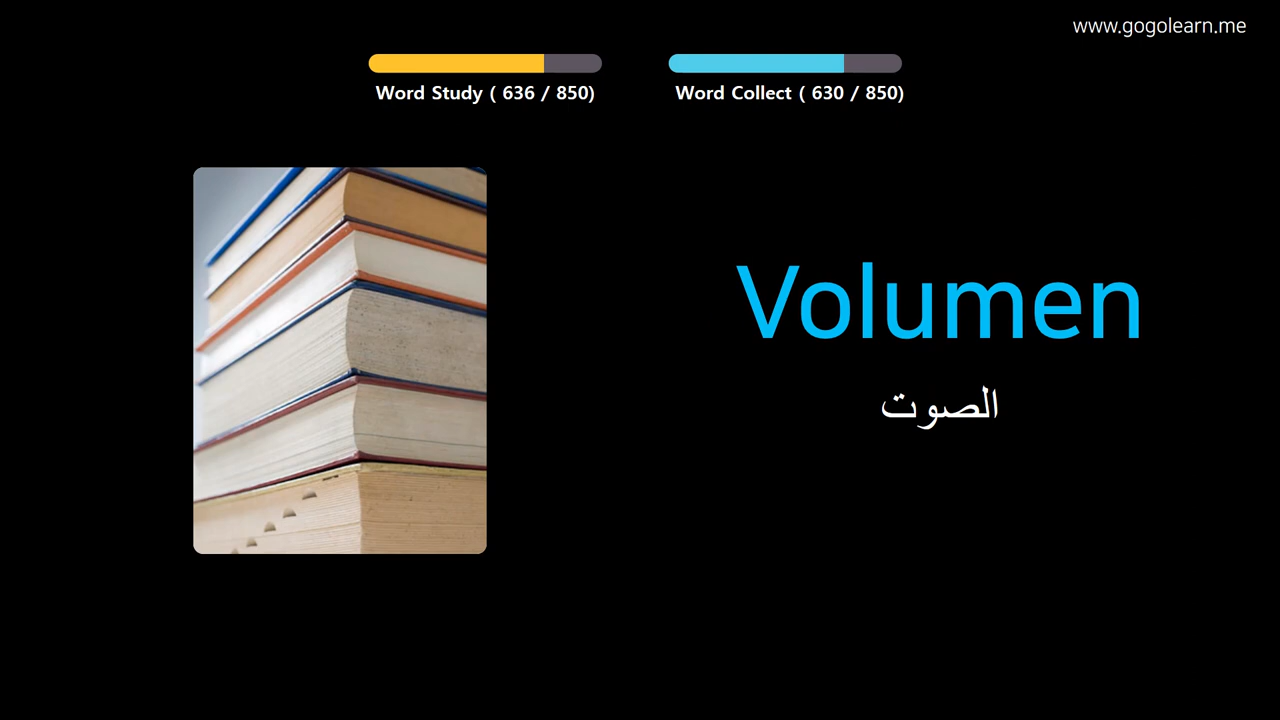 www.gogolearn.me
Word Study ( 636 / 850)
Word Collect ( 630 / 850)
Volumen
الصوت